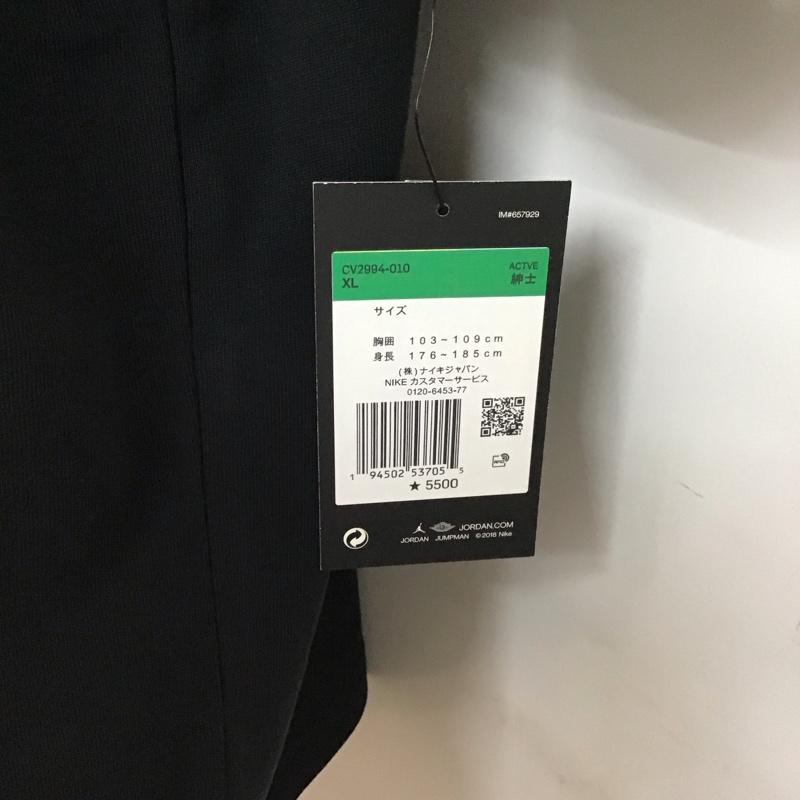 IM#657929
CV2994-010 ACTVE
XL 紳士
サイズ
胸囲 103~109cm
身長 176~185cm
(株)ナイキジャパン
NIKE カスタマーサービス
0120-6453-77
1 94502 53705 5
★ 5500
JORDAN.COM
JORDAN JUMPMAN ©2018 Nike